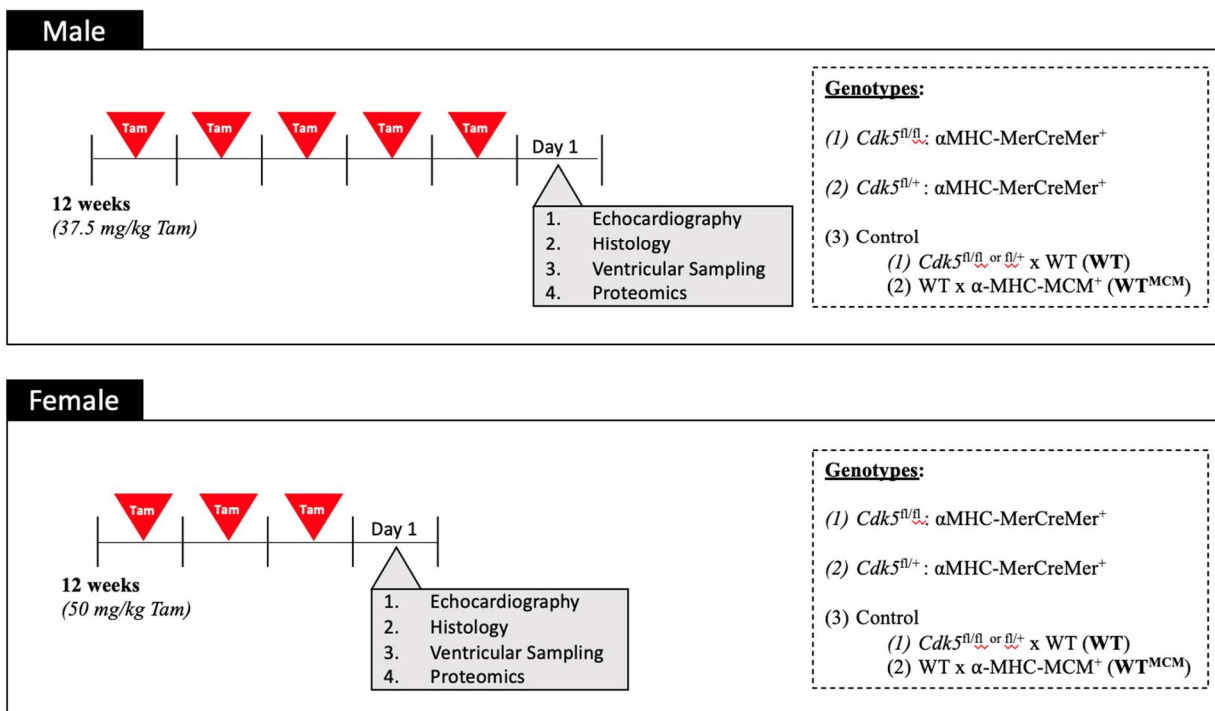 Male
Tam Tam Tam Tam Tam
Day 1
12 weeks
(37.5 mg/kg Tam)
1. Echocardiography
2. Histology
3. Ventricular Sampling
4. Proteomics
Genotypes:
(1) Cdk5fl/fl: αMHC-MerCreMer+
(2) Cdk5fl/+ : αMHC-MerCreMer+
(3) Control
(1) Cdk5fl/fl or fl/+ x WT (WT)
(2) WT x α-MHC-MCM+ (WTMCM)
Female
Tam Tam Tam
Day 1
12 weeks
(50 mg/kg Tam)
1. Echocardiography
2. Histology
3. Ventricular Sampling
4. Proteomics
Genotypes:
(1) Cdk5fl/fl: αMHC-MerCreMer+
(2) Cdk5fl/+ : αMHC-MerCreMer+
(3) Control
(1) Cdk5fl/fl or fl/+ x WT (WT)
(2) WT x α-MHC-MCM+ (WTMCM)